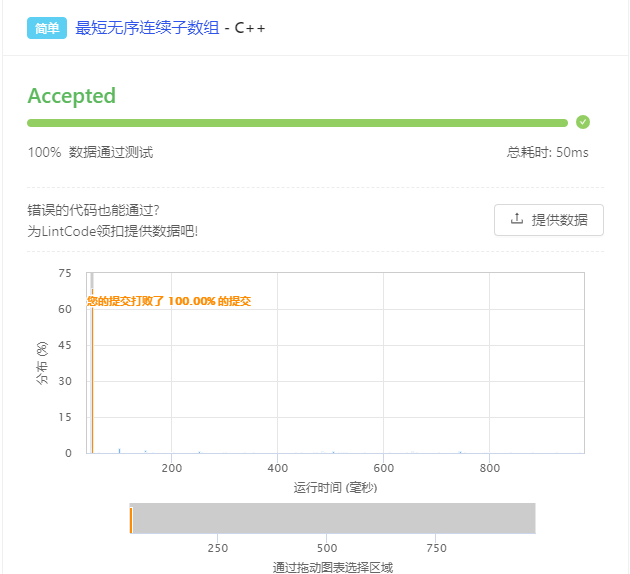 简单 最短无序连续子数组 - C++
Accepted
100% 数据通过测试 总耗时: 50ms
错误的代码也能通过?
为LintCode领扣提供数据吧!
提供数据
75
您的提交打败了 100.00% 的提交
60
45
分布 (%)
30
15
0
200 400 600 800
运行时间 (毫秒)
250 500 750
通过拖动图表选择区域